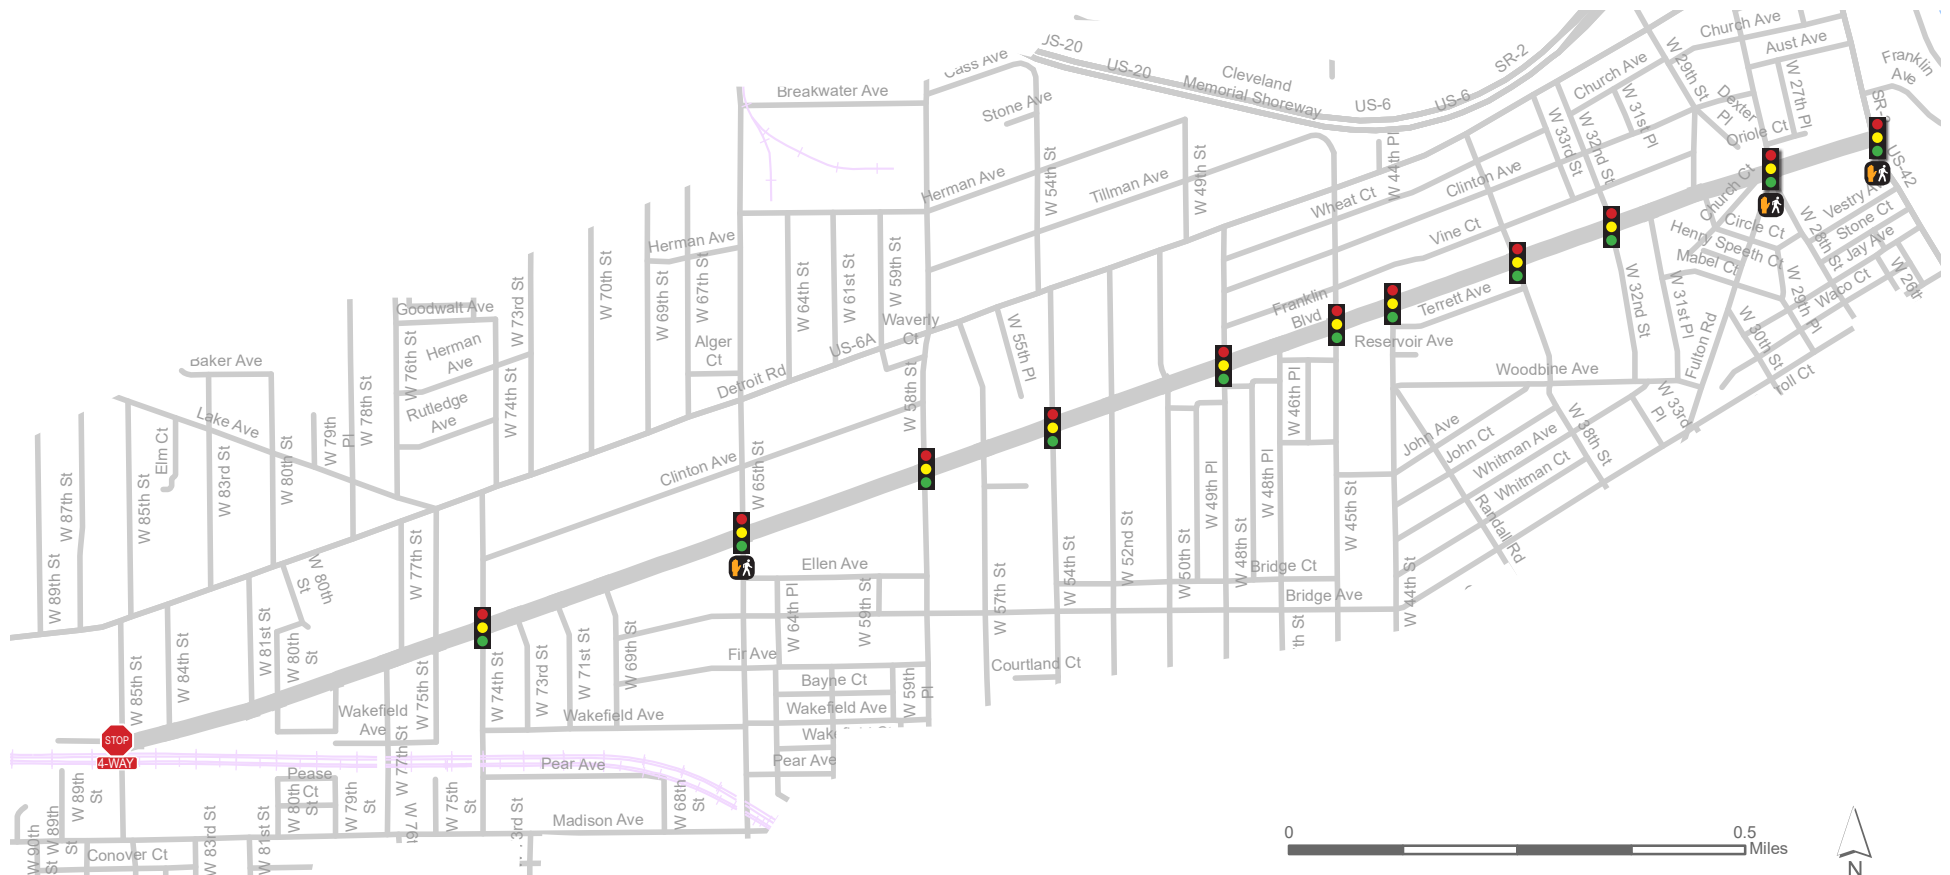 US-20
US-20
Cass Ave
Breakwater Ave
Stone Ave
Cleveland
Memorial Shoreway
US-6
US-6
SR-2
Church Ave
Aust Ave
Church Ave
Franklin
Ave
W 29th St
W 27th Pl
W 31st Pl
Dexter
Pl
Oriole Ct
W 33rd St
W 32nd St
US-42
W 54th St
W 49th St
W 44th Pl
Herman Ave
Tillman Ave
Wheat Ct
Clinton Ave
Vine Ct
Church Ct
Circle Ct
Henry Speeth Ct
Mabel Ct
W 28th St
Vestry Av
Stone Ct
Jay Ave
Waco Ct
W 26th
W 29th Pl
W 30th St
Herman Ave
W 73rd St
W 70th St
W 69th St
W 67th St
W 64th St
W 61st St
W 59th St
Waverly
Ct
US-6A
Alger
Ct
Detroit Rd
W 58th St
W 55th Pl
Franklin
Blvd
Terrett Ave
Reservoir Ave
Woodbine Ave
W 32nd St
W 31st Pl
Fulton Rd
W 33rd
Pl
Goodwalt Ave
Herman
Ave
W 76th St
Rutledge
Ave
W 74th St
Baker Ave
Lake Ave
W 78th St
W 79th
Pl
Elm Ct
W 80th St
W 83rd St
W 85th St
W 87th St
W 89th St
W 80th
St
W 77th St
Clinton Ave
W 65th St
W 46th Pl
W 48th Pl
W 49th Pl
W 48th St
W 50th St
W 52nd St
W 54th St
W 57th St
W 45th St
W 44th St
John Ave
John Ct
Whitman Ave
Whitman Ct
W 38th St
Randall Rd
Ellen Ave
Bridge Ct
Bridge Ave
W 64th Pl
W 59th St
Fir Ave
Courtland Ct
Bayne Ct
Wakefield Ave
W 59th
Pl
Pear Ave
W 85th St
W 84th St
W 81st St
W 80th
St
W 75th St
W 74th St
W 73rd St
W 71st St
W 69th St
Wakefield
Ave
Wakefield Ave
W 77th St
STOP
4-WAY
Pear Ave
Pease
Ct
W 89th
St
W 80th
St
W 79th
St
W 75th
St
W 68th
St
Madison Ave
W 90th
St
W 89th
St
W 83rd St
W 81st St
Conover Ct
0 0.5
Miles
N